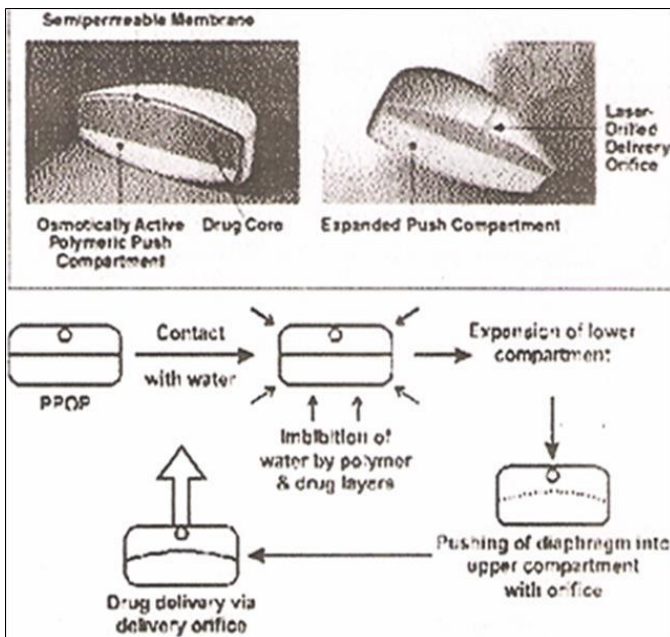 Semipermeable Membrane
Laser-
Drilled
Delivery
Orifice
Osmotically Active
Polymeric Push
Compartment
Drug Core
Expanded Push Compartment
PPOP
Contact
with water
Imbibition of
water by polymer
& drug layers
Expansion of lower
compartment
Pushing of diaphragm into
upper compartment
with orifice
Drug delivery via
delivery orifice